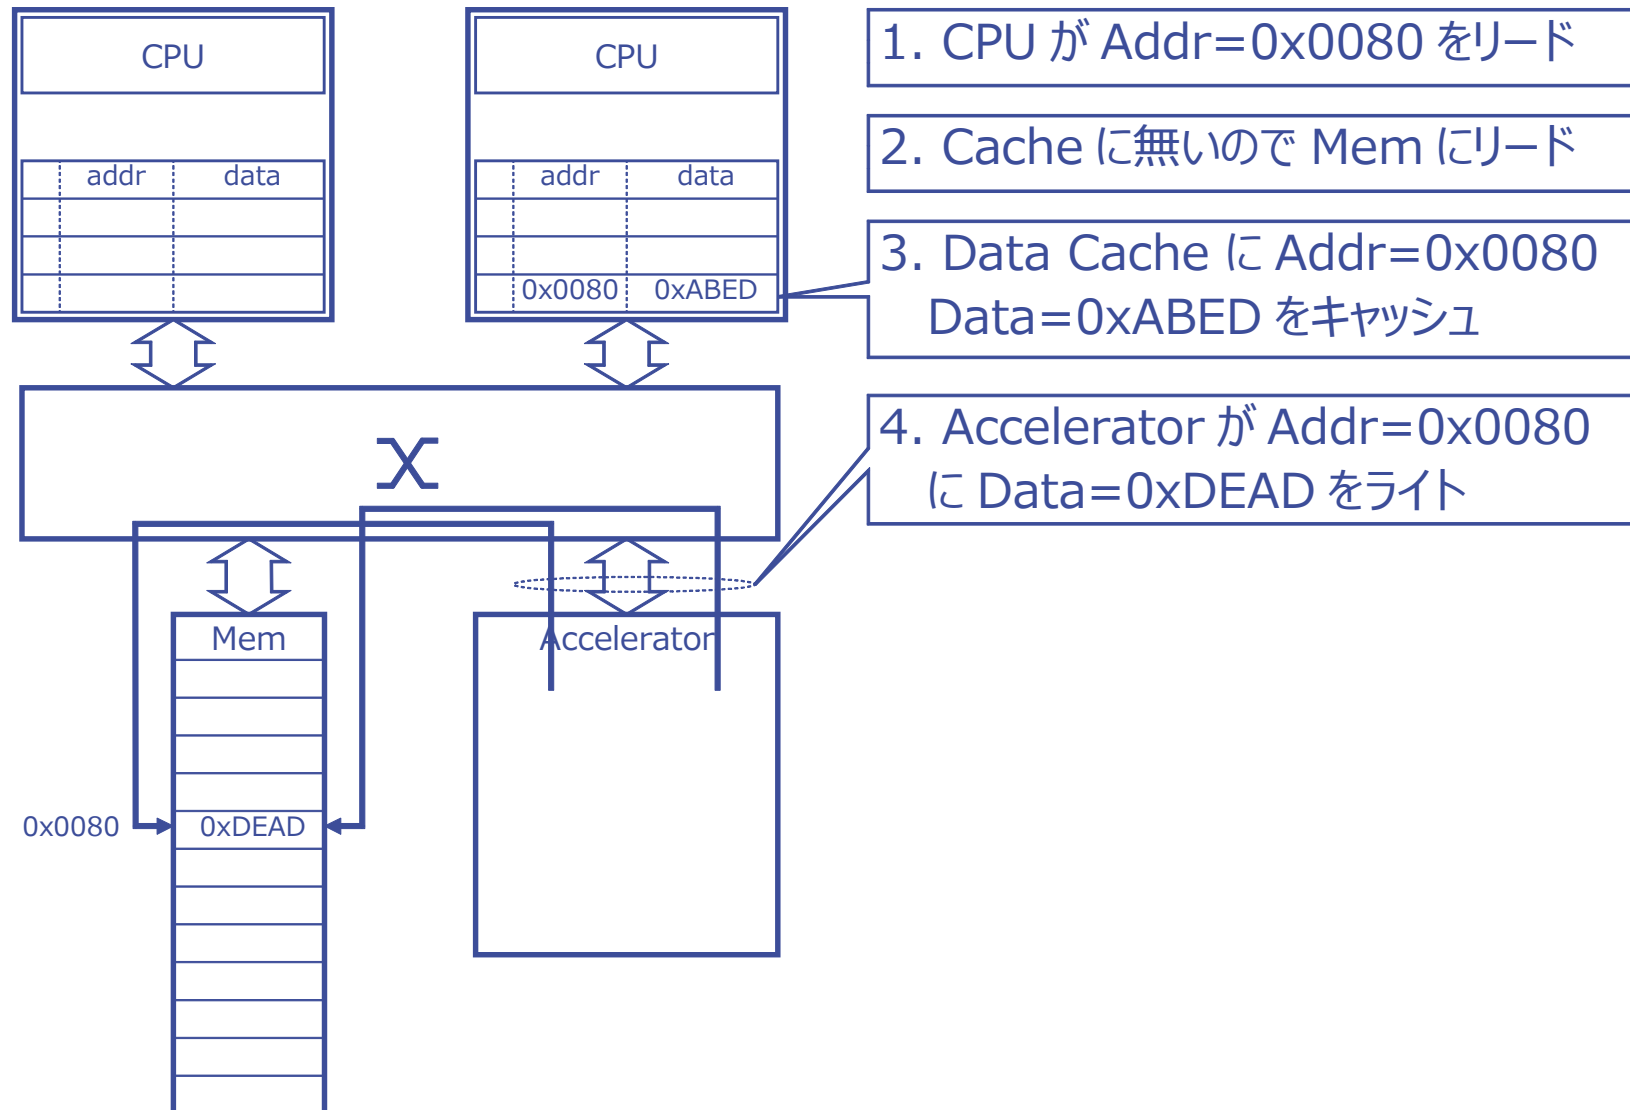 CPU
addr data
CPU
addr data
0x0080 0xABED
1. CPU が Addr=0x0080 をリード
2. Cache に無いので Mem にリード
3. Data Cache に Addr=0x0080
Data=0xABED をキャッシュ
4. Accelerator が Addr=0x0080
に Data=0xDEAD をライト
Mem
Accelerator
0x0080 0xDEAD